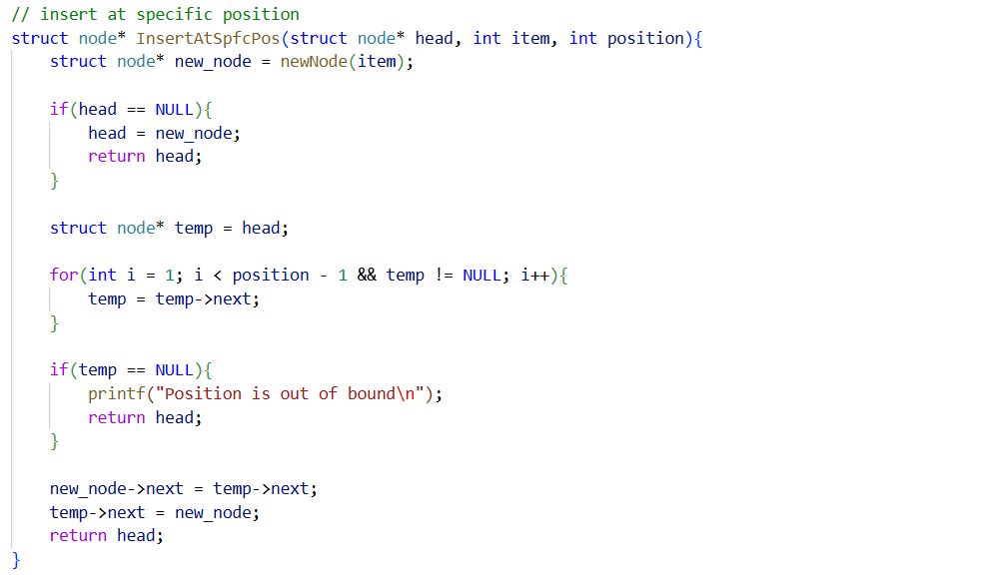 // insert at specific position
struct node* InsertAtSpfcPos(struct node* head, int item, int position){
    struct node* new_node = newNode(item);

    if(head == NULL){
        head = new_node;
        return head;
    }

    struct node* temp = head;

    for(int i = 1; i < position - 1 && temp != NULL; i++){
        temp = temp->next;
    }

    if(temp == NULL){
        printf("Position is out of bound\n");
        return head;
    }

    new_node->next = temp->next;
    temp->next = new_node;
    return head;
}